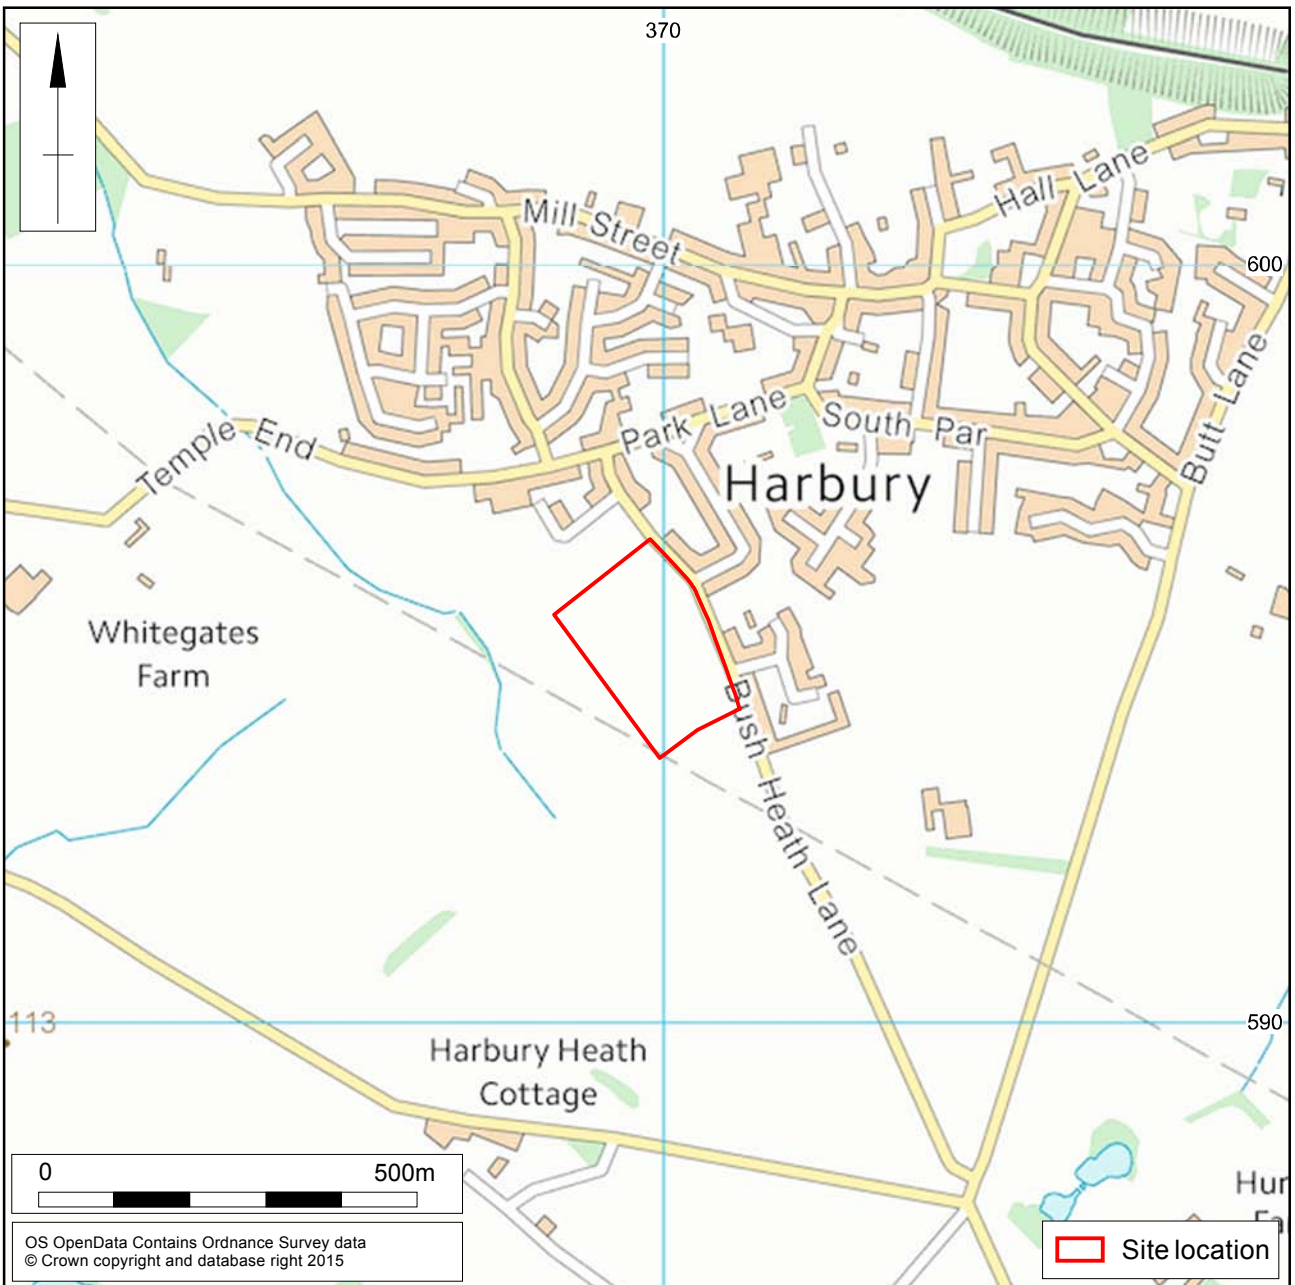 370
Mill Street
Hall Lane
600
Butt Lane
Park Lane
South Par
Temple End
Harbury
Whitegates
Farm
Bush Heath Lane
113
590
Harbury Heath
Cottage
0 500m
OS OpenData Contains Ordnance Survey data
© Crown copyright and database right 2015
Hur
Fa
Site location